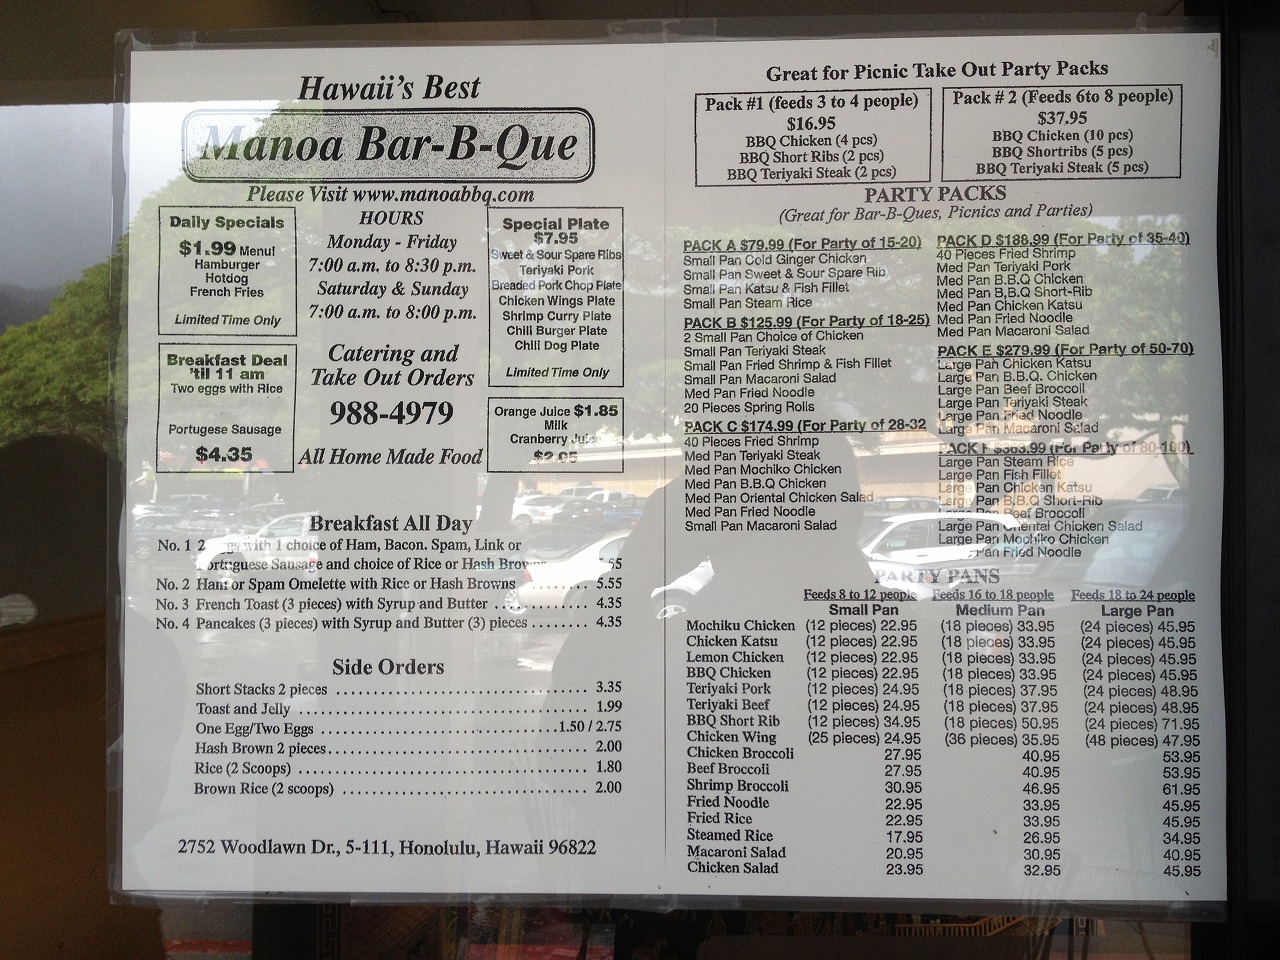 Hawaii's Best
Manoa Bar-B-Que
Please Visit www.manoabbq.com
Daily Specials
$1.99 Menu!
Hamburger
Hotdog
French Fries
Limited Time Only
Breakfast Deal
'til 11 am
Two eggs with Rice
Portugese Sausage
$4.35
HOURS
Monday - Friday
7:00 a.m. to 8:30 p.m.
Saturday & Sunday
7:00 a.m. to 8:00 p.m.
Catering and
Take Out Orders
988-4979
All Home Made Food
Special Plate
$7.95
Sweet & Sour Spare Ribs
Teriyaki Pork
Breaded Pork Chop Plate
Chicken Wings Plate
Shrimp Curry Plate
Chili Burger Plate
Chili Dog Plate
Limited Time Only
Orange Juice $1.85
Milk
Cranberry Juice
$2.05
Breakfast All Day
No. 1 2 with 1 choice of Ham, Bacon. Spam, Link or
Portuguese Sausage and choice of Rice or Hash Brown
No. 2 Ham or Spam Omelette with Rice or Hash Browns ........ 5.55
No. 3 French Toast (3 pieces) with Syrup and Butter ............. 4.35
No. 4 Pancakes (3 pieces) with Syrup and Butter (3) pieces ........ 4.35
Side Orders
Short Stacks 2 pieces .................................... 3.35
Toast and Jelly .......................................... 1.99
One Egg/Two Eggs ...................................1.50 / 2.75
Hash Brown 2 pieces..................................... 2.00
Rice (2 Scoops) ......................................... 1.80
Brown Rice (2 scoops) ................................... 2.00
2752 Woodlawn Dr., 5-111, Honolulu, Hawaii 96822
Great for Picnic Take Out Party Packs
Pack #1 (feeds 3 to 4 people)
$16.95
BBQ Chicken (4 pcs)
BBQ Short Ribs (2 pcs)
BBQ Teriyaki Steak (2 pcs)
Pack # 2 (Feeds 6to 8 people)
$37.95
BBQ Chicken (10 pcs)
BBQ Shortribs (5 pcs)
BBQ Teriyaki Steak (5 pcs)
PARTY PACKS
(Great for Bar-B-Ques, Picnics and Parties)
PACK A $79.99 (For Party of 15-20)
Small Pan Cold Ginger Chicken
Small Pan Sweet & Sour Spare Rib
Small Pan Katsu & Fish Fillet
Small Pan Steam Rice
PACK B $125.99 (For Party of 18-25)
2 Small Pan Choice of Chicken
Small Pan Teriyaki Steak
Small Pan Fried Shrimp & Fish Fillet
Small Pan Macaroni Salad
Med Pan Fried Noodle
20 Pieces Spring Rolls
PACK C $174.99 (For Party of 28-32
40 Pieces Fried Shrimp
Med Pan Teriyaki Steak
Med Pan Mochiko Chicken
Med Pan B.B.Q Chicken
Med Pan Oriental Chicken Salad
Med Pan Fried Noodle
Small Pan Macaroni Salad
PACK D $188.99 (For Party of 35-40)
40 Pieces Fried Shrimp
Med Pan Teriyaki Pork
Med Pan B.B.Q Chicken
Med Pan B,B.Q Short-Rib
Med Pan Chicken Katsu
Med Pan Fried Noodle
Med Pan Macaroni Salad
PACK E $279.99 (For Party of 50-70)
Large Pan Chicken Katsu
Large Pan B.B.Q. Chicken
Large Pan Beef Broccoli
Large Pan Teriyaki Steak
Large Pan Fried Noodle
Large Pan Macaroni Salad
PACK F $363.99 (For Party of 80-100)
Large Pan Steam Rice
Large Pan Fish Fillet
Large Pan Chicken Katsu
Large Pan B.B.Q Short-Rib
Large Pan Beef Broccoli
Large Pan Oriental Chicken Salad
Large Pan Mochiko Chicken
Pan Fried Noodle
PARTY PANS
Feeds 8 to 12 people Feeds 16 to 18 people Feeds 18 to 24 people
Small Pan Medium Pan Large Pan
Mochiku Chicken (12 pieces) 22.95 (18 pieces) 33.95 (24 pieces) 45.95
Chicken Katsu (12 pieces) 22.95 (18 pieces) 33.95 (24 pieces) 45.95
Lemon Chicken (12 pieces) 22.95 (18 pieces) 33.95 (24 pieces) 45.95
BBQ Chicken (12 pieces) 22.95 (18 pieces) 33.95 (24 pieces) 45.95
Teriyaki Pork (12 pieces) 24.95 (18 pieces) 37.95 (24 pieces) 48.95
Teriyaki Beef (12 pieces) 24.95 (18 pieces) 37.95 (24 pieces) 48.95
BBQ Short Rib (12 pieces) 34.95 (18 pieces) 50.95 (24 pieces) 71.95
Chicken Wing (25 pieces) 24.95 (36 pieces) 35.95 (48 pieces) 47.95
Chicken Broccoli 27.95 40.95 53.95
Beef Broccoli 27.95 40.95 53.95
Shrimp Broccoli 30.95 46.95 61.95
Fried Noodle 22.95 33.95 45.95
Fried Rice 22.95 33.95 45.95
Steamed Rice 17.95 26.95 34.95
Macaroni Salad 20.95 30.95 40.95
Chicken Salad 23.95 32.95 45.95